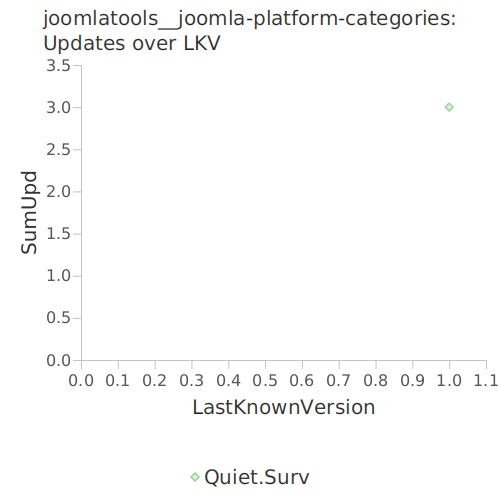 joomlatools__joomla-platform-categories:
Updates over LKV
3.5
3.0
2.5
2.0
1.5
1.0
0.5
0.0
SumUpd
0.0 0.1 0.2 0.3 0.4 0.5 0.6 0.7 0.8 0.9 1.0 1.1
LastKnownVersion
Quiet.Surv